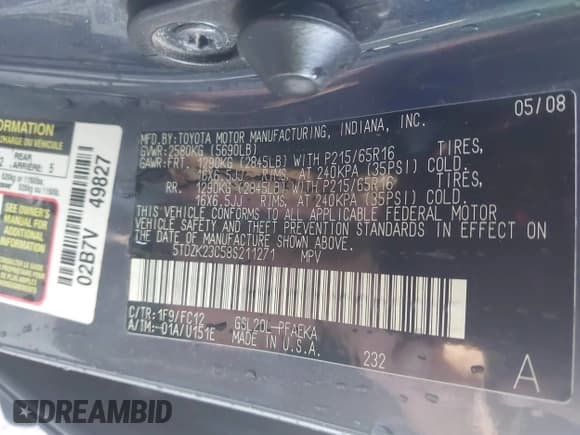 05/08
MFD.BY:TOYOTA MOTOR MANUFACTURING, INDIANA, INC.
GVWR:2580KG (5690LB)
GAWR:FRT. 1290KG (2845LB) WITH P215/65R16 TIRES,
16X6.5JJ RIMS, AT 240KPA (35PSI) COLD.
RR. 1290KG (2845LB) WITH P215/65R16 TIRES,
16X6.5JJ RIMS, AT 240KPA (35PSI) COLD.
THIS VEHICLE CONFORMS TO ALL APPLICABLE FEDERAL MOTOR
VEHICLE SAFETY AND THEFT PREVENTION STANDARDS IN EFFECT ON
THE DATE OF MANUFACTURE SHOWN ABOVE.
5TDZK23C58S211271 MPV
C/TR:1F9/FC12 GSL20L-PFAEKA
A/TM:-01A/U151E MADE IN U.S.A.
232
A
FORMATION
REAR
ARRIERE: 5
SEE OWNER'S
MANUAL FOR
ADDITIONAL
INFORMATION
02B7V 49827
DREAMBID